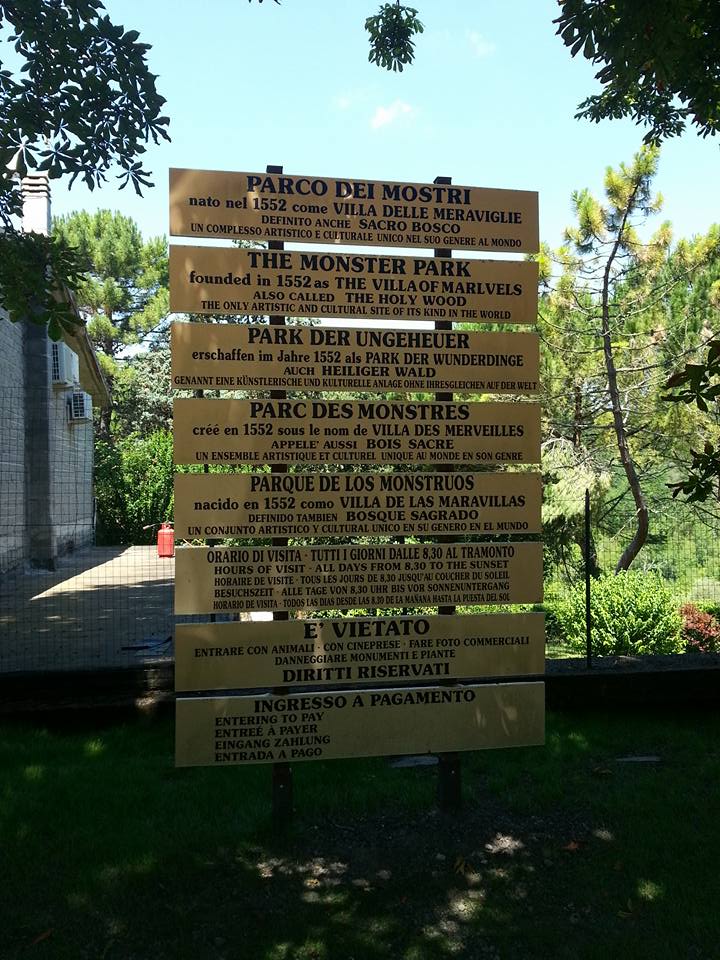 PARCO DEI MOSTRI
nato nel 1552 come VILLA DELLE MERAVIGLIE
DEFINITO ANCHE SACRO BOSCO
UN COMPLESSO ARTISTICO E CULTURALE UNICO NEL SUO GENERE AL MONDO
THE MONSTER PARK
founded in 1552 as THE VILLA OF MARLVELS
ALSO CALLED THE HOLY WOOD
THE ONLY ARTISTIC AND CULTURAL SITE OF ITS KIND IN THE WORLD
PARK DER UNGEHEUER
erschaffen im Jahre 1552 als PARK DER WUNDERDINGE
AUCH HEILIGER WALD
GENANNT EINE KÜNSTLERISCHE UND KULTURELLE ANLAGE OHNE IHRESGLEICHEN AUF DER WELT
PARC DES MONSTRES
créé en 1552 sous le nom de VILLA DES MERVEILLES
APPELE' AUSSI BOIS SACRE
UN ENSEMBLE ARTISTIQUE ET CULTUREL UNIQUE AU MONDE EN SON GENRE
PARQUE DE LOS MONSTRUOS
nacido en 1552 como VILLA DE LAS MARAVILLAS
DEFINIDO TAMBIEN BOSQUE SAGRADO
UN CONJUNTO ARTISTICO Y CULTURAL UNICO EN SU GENERO EN EL MUNDO
ORARIO DI VISITA - TUTTI I GIORNI DALLE 8,30 AL TRAMONTO
HOURS OF VISIT - ALL DAYS FROM 8,30 TO THE SUNSET
HORAIRE DE VISITE - TOUS LES JOURS DE 8,30 JUSQU'AU COUCHER DU SOLEIL
BESUCHSZEIT - ALLE TAGE VON 8,30 UHR BIS VOR SONNENUNTERGANG
HORARIO DE VISITA - TODOS LAS DIAS DESDE LAS 8.30 DE LA MAÑANA HASTA LA PUESTA DEL SOL
E' VIETATO
ENTRARE CON ANIMALI - CON CINEPRESE - FARE FOTO COMMERCIALI
DANNEGGIARE MONUMENTI E PIANTE
DIRITTI RISERVATI
INGRESSO A PAGAMENTO
ENTERING TO PAY
ENTREÉ À PAYER
EINGANG ZAHLUNG
ENTRADA A PAGO